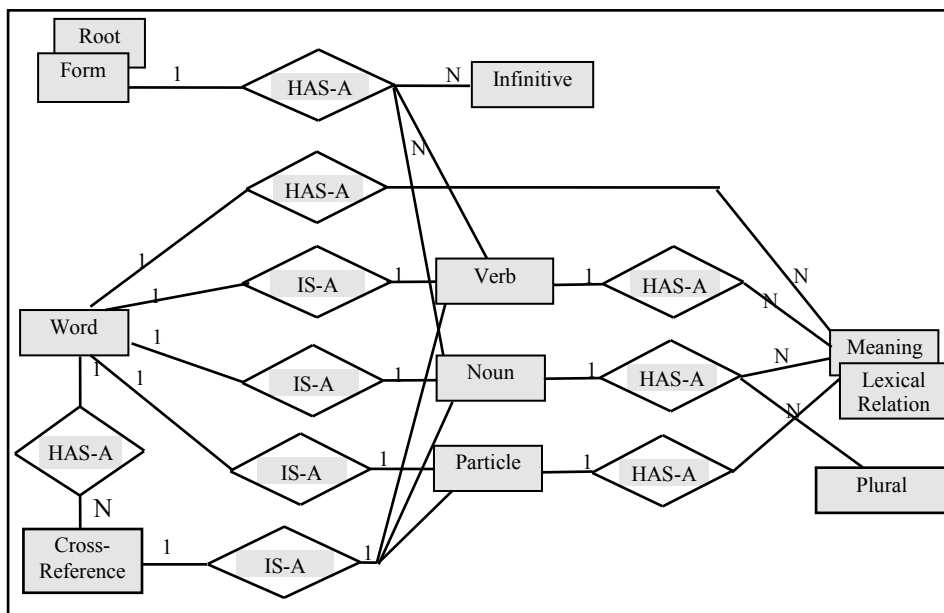 Root
Form
1
HAS-A
N
Infinitive
N
HAS-A
1
N
1
IS-A
1
Verb
1
HAS-A
N
Word
1
IS-A
1
Noun
1
HAS-A
N
Meaning
Lexical
Relation
1
1
HAS-A
IS-A
1
Particle
1
HAS-A
N
Plural
N
Cross-
Reference
1
IS-A
1